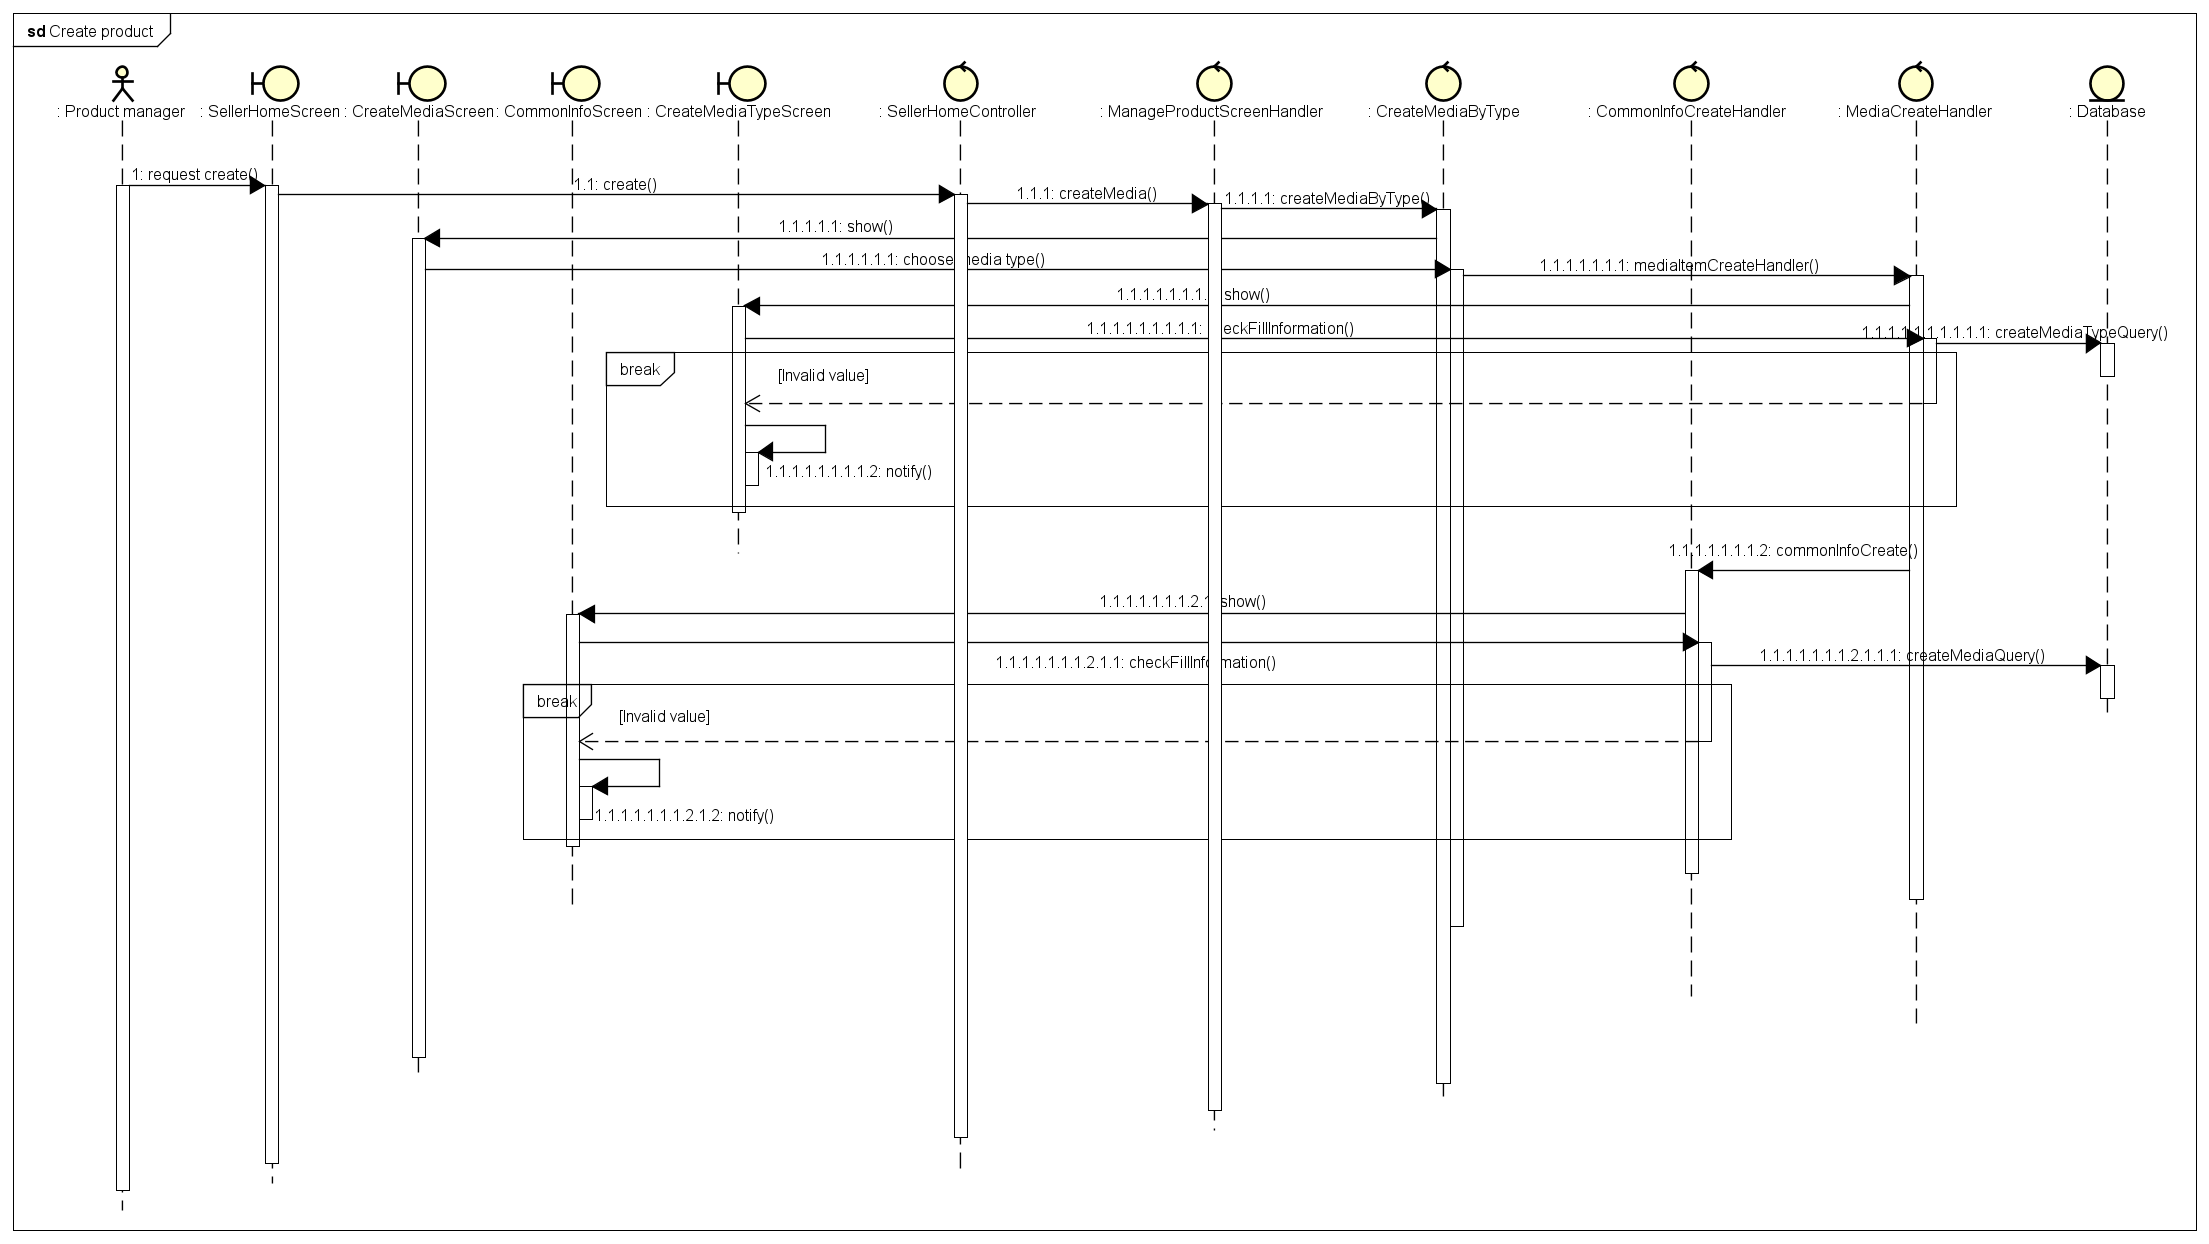 sd Create product
: Product manager
: SellerHomeScreen
: CreateMediaScreen
: CommonInfoScreen
: CreateMediaTypeScreen
: SellerHomeController
: ManageProductScreenHandler
: CreateMediaByType
: CommonInfoCreateHandler
: MediaCreateHandler
: Database
1: request create()
1.1: create()
1.1.1: createMedia()
1.1.1.1: createMediaByType()
1.1.1.1.1: show()
1.1.1.1.1.1: choose media type()
1.1.1.1.1.1.1: mediaItemCreateHandler()
1.1.1.1.1.1.1. show()
1.1.1.1.1.1.1.1.1: checkFillInformation()
1.1.1.1.1.1.1.1.1.1: createMediaTypeQuery()
break
[Invalid value]
1.1.1.1.1.1.1.1.2: notify()
1.1.1.1.1.1.1.2: commonInfoCreate()
1.1.1.1.1.1.1.2.1 show()
1.1.1.1.1.1.1.2.1.1: checkFillInformation()
1.1.1.1.1.1.1.2.1.1.1: createMediaQuery()
break
[Invalid value]
1.1.1.1.1.1.1.2.1.2: notify()